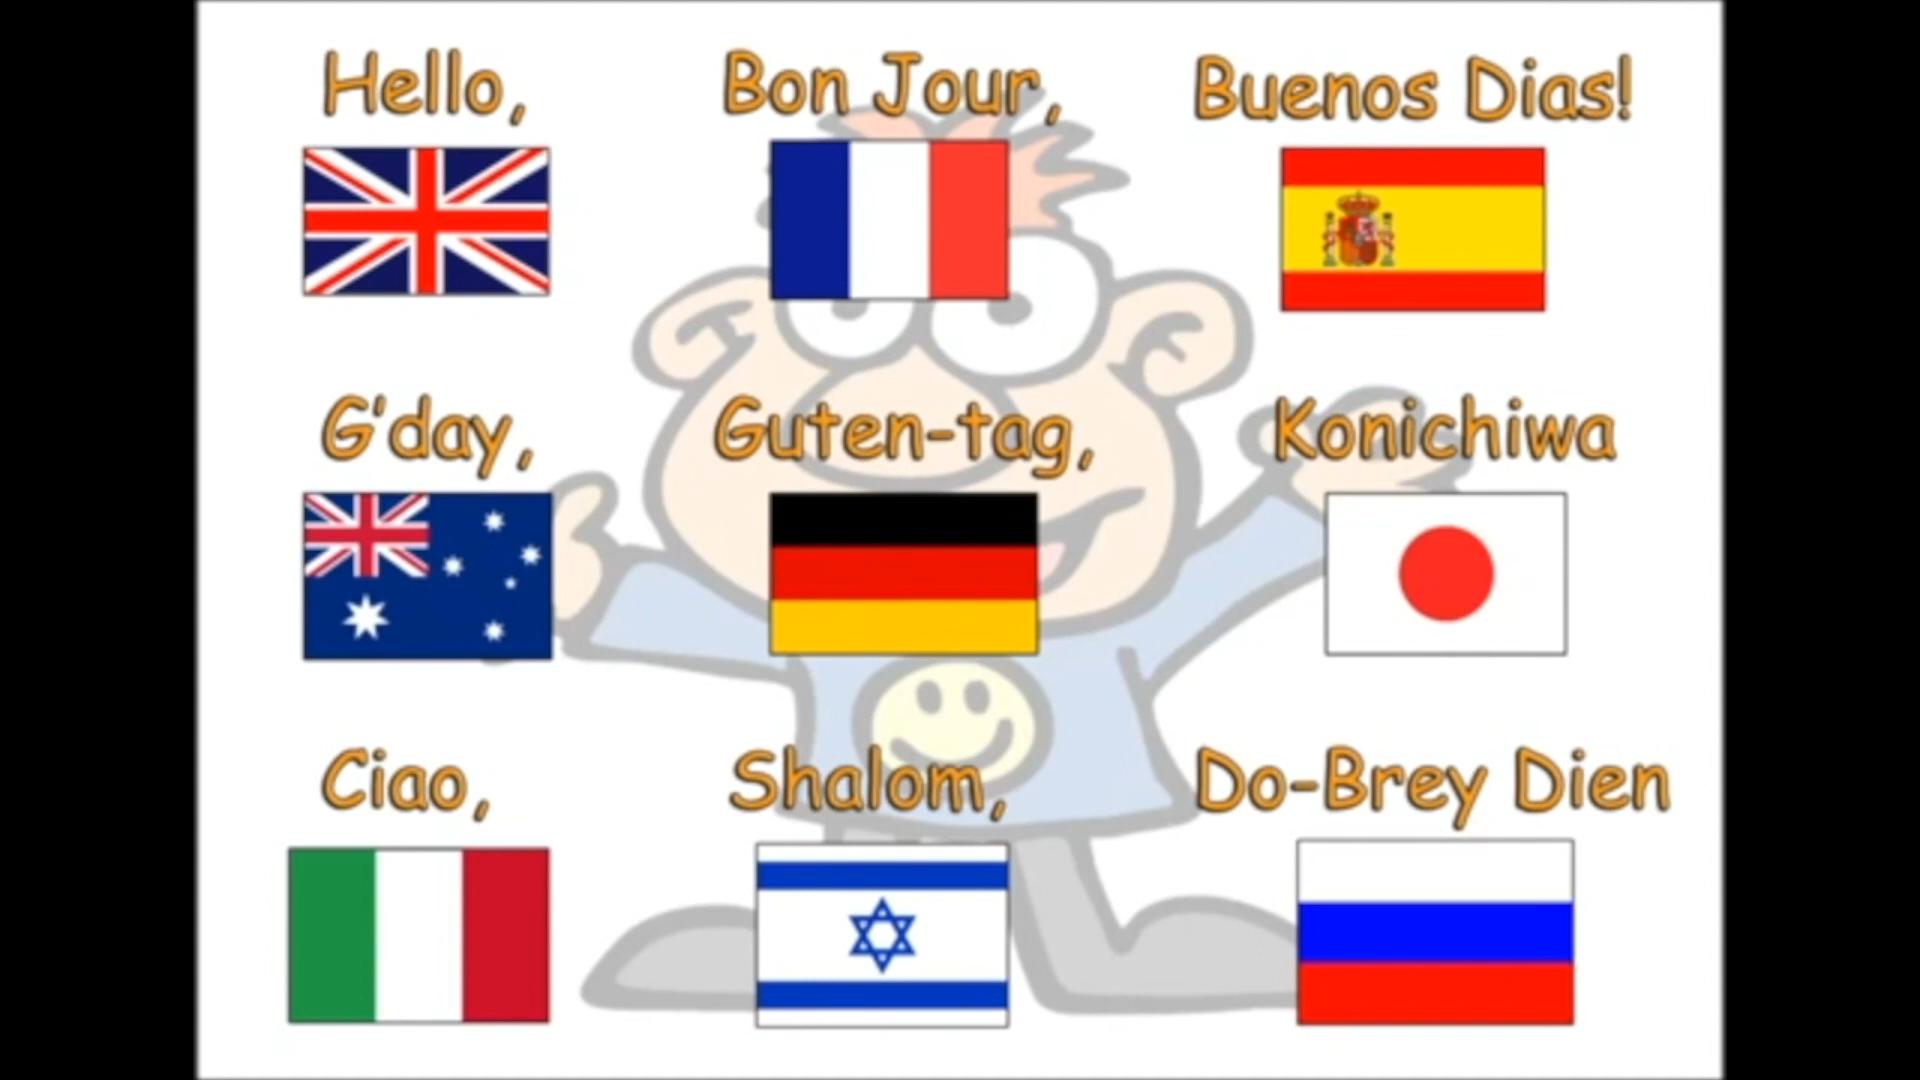 Hello,
Bon Jour,
Buenos Dias!
G'day,
Guten-tag,
Konichiwa
Ciao,
Shalom,
Do-Brey Dien